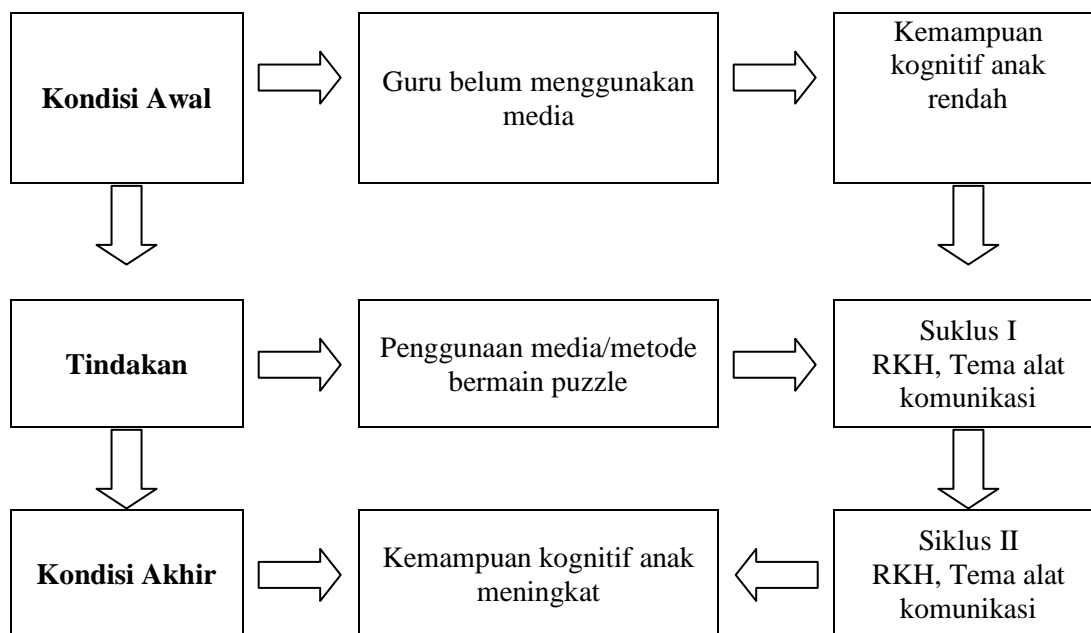 Kondisi Awal
Guru belum menggunakan
media
Kemampuan
kognitif anak
rendah
Tindakan
Penggunaan media/metode
bermain puzzle
Suklus I
RKH, Tema alat
komunikasi
Kondisi Akhir
Kemampuan kognitif anak
meningkat
Siklus II
RKH, Tema alat
komunikasi